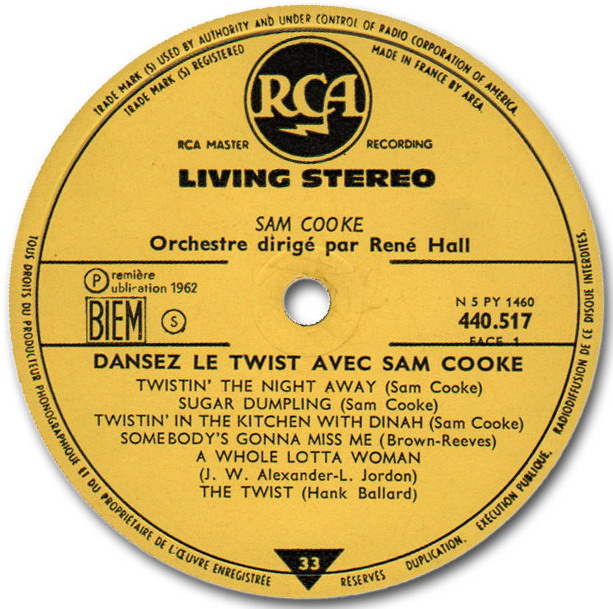 TRADE MARK (S) USED BY AUTHORITY AND UNDER CONTROL OF RADIO CORPORATION OF AMERICA.
TRADE MARK (S) REGISTERED
MADE IN FRANCE BY AREA.
RCA
RCA MASTER RECORDING
LIVING STEREO
SAM COOKE
Orchestre dirigé par René Hall
P remière
ublication 1962
BIEM S
N 5 PY 1460
440.517
FACE 1
DANSEZ LE TWIST AVEC SAM COOKE
TWISTIN' THE NIGHT AWAY (Sam Cooke)
SUGAR DUMPLING (Sam Cooke)
TWISTIN' IN THE KITCHEN WITH DINAH (Sam Cooke)
SOMEBODY'S GONNA MISS ME (Brown-Reeves)
A WHOLE LOTTA WOMAN
(J. W. Alexander-L. Jordon)
THE TWIST (Hank Ballard)
33
TOUS DROITS DU PRODUCTEUR PHONOGRAPHIQUE ET DU PROPRIÉTAIRE DE L'ŒUVRE ENREGISTRÉE RÉSERVÉS DUPLICATION. EXÉCUTION PUBLIQUE. RADIODIFFUSION DE CE DISQUE INTERDITES.